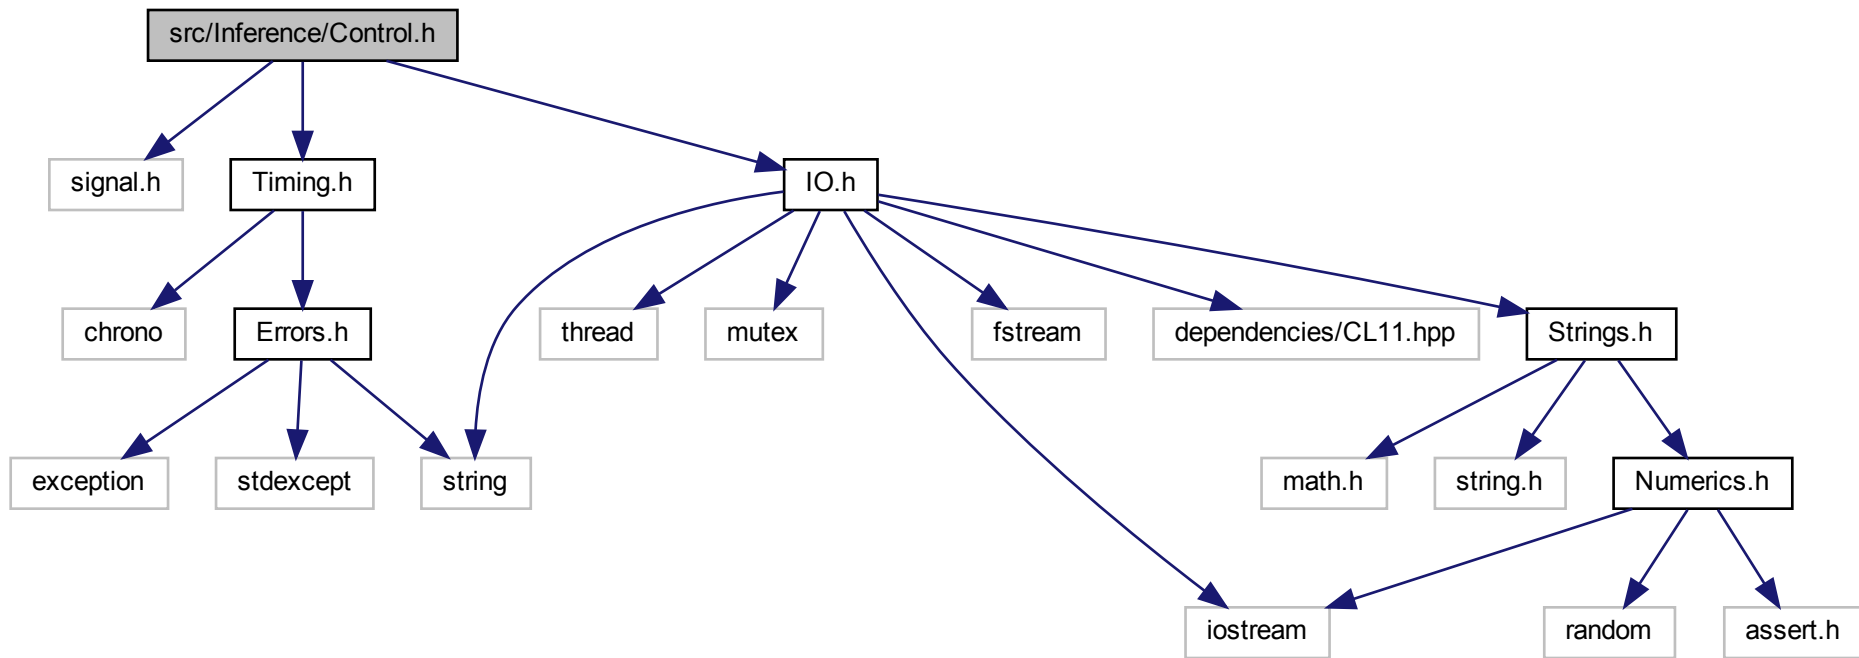 src/Inference/Control.h
signal.h
Timing.h
IO.h
chrono
Errors.h
thread
mutex
fstream
dependencies/CL11.hpp
Strings.h
exception
stdexcept
string
math.h
string.h
Numerics.h
iostream
random
assert.h